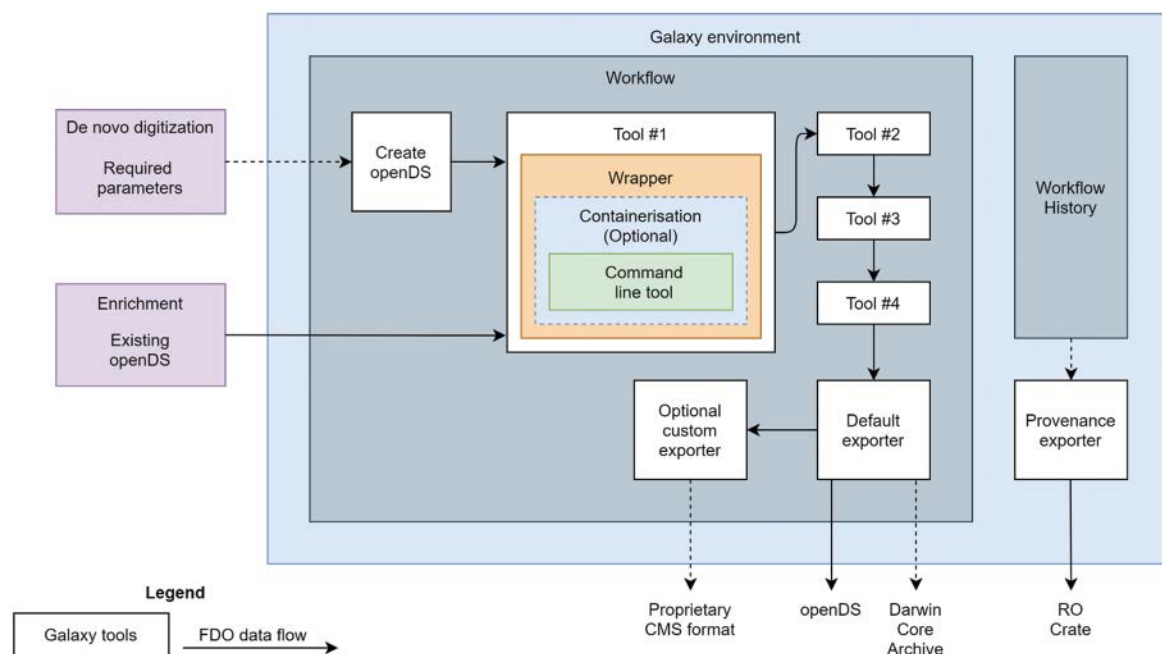 Galaxy environment
Workflow
De novo digitization
Required
parameters
Create
openDS
Tool #1
Wrapper
Containerisation
(Optional)
Command
line tool
Tool #2
Tool #3
Tool #4
Workflow
History
Enrichment
Existing
openDS
Optional
custom
exporter
Default
exporter
Provenance
exporter
Proprietary
CMS format
openDS
Darwin
Core
Archive
RO
Crate
Legend
Galaxy tools
FDO data flow